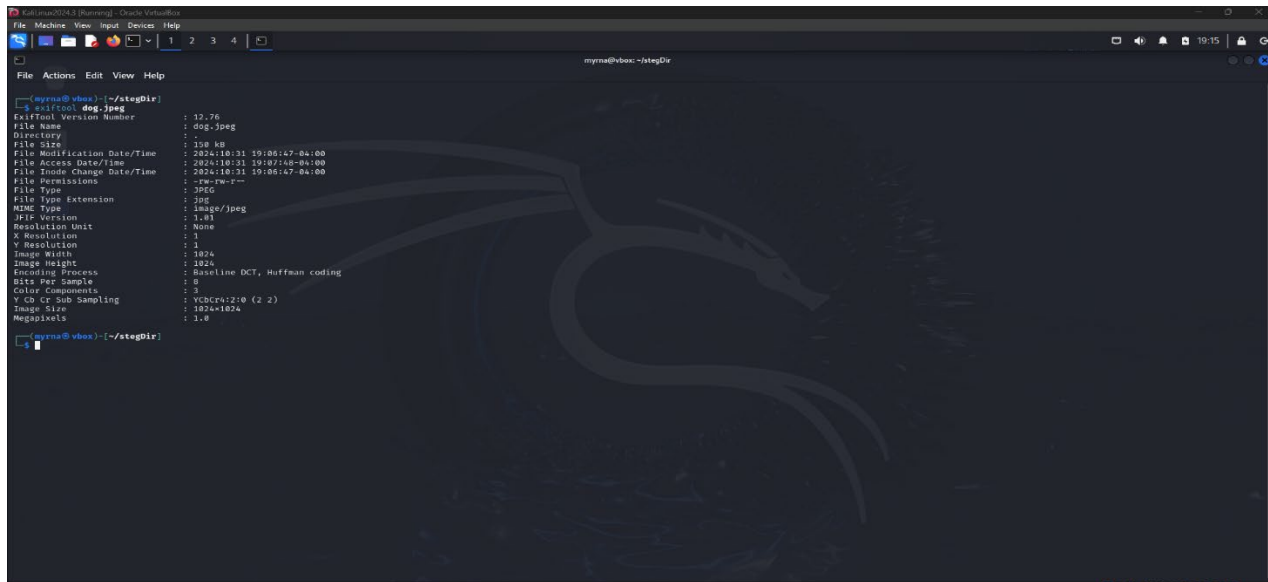 KaliLinux2024.3 [Running] - Oracle VirtualBox
File Machine View Input Devices Help
1 2 3 4
19:15
myrna@vbox: ~/stegDir
File Actions Edit View Help
┌──(myrna㉿vbox)-[~/stegDir]
└─$ exiftool dog.jpeg
ExifTool Version Number : 12.76
File Name : dog.jpeg
Directory : .
File Size : 150 kB
File Modification Date/Time : 2024:10:31 19:06:47-04:00
File Access Date/Time : 2024:10:31 19:07:48-04:00
File Inode Change Date/Time : 2024:10:31 19:06:47-04:00
File Permissions : -rw-rw-r--
File Type : JPEG
File Type Extension : jpg
MIME Type : image/jpeg
JFIF Version : 1.01
Resolution Unit : None
X Resolution : 1
Y Resolution : 1
Image Width : 1024
Image Height : 1024
Encoding Process : Baseline DCT, Huffman coding
Bits Per Sample : 8
Color Components : 3
Y Cb Cr Sub Sampling : YCbCr4:2:0 (2 2)
Image Size : 1024×1024
Megapixels : 1.0
┌──(myrna㉿vbox)-[~/stegDir]
└─$